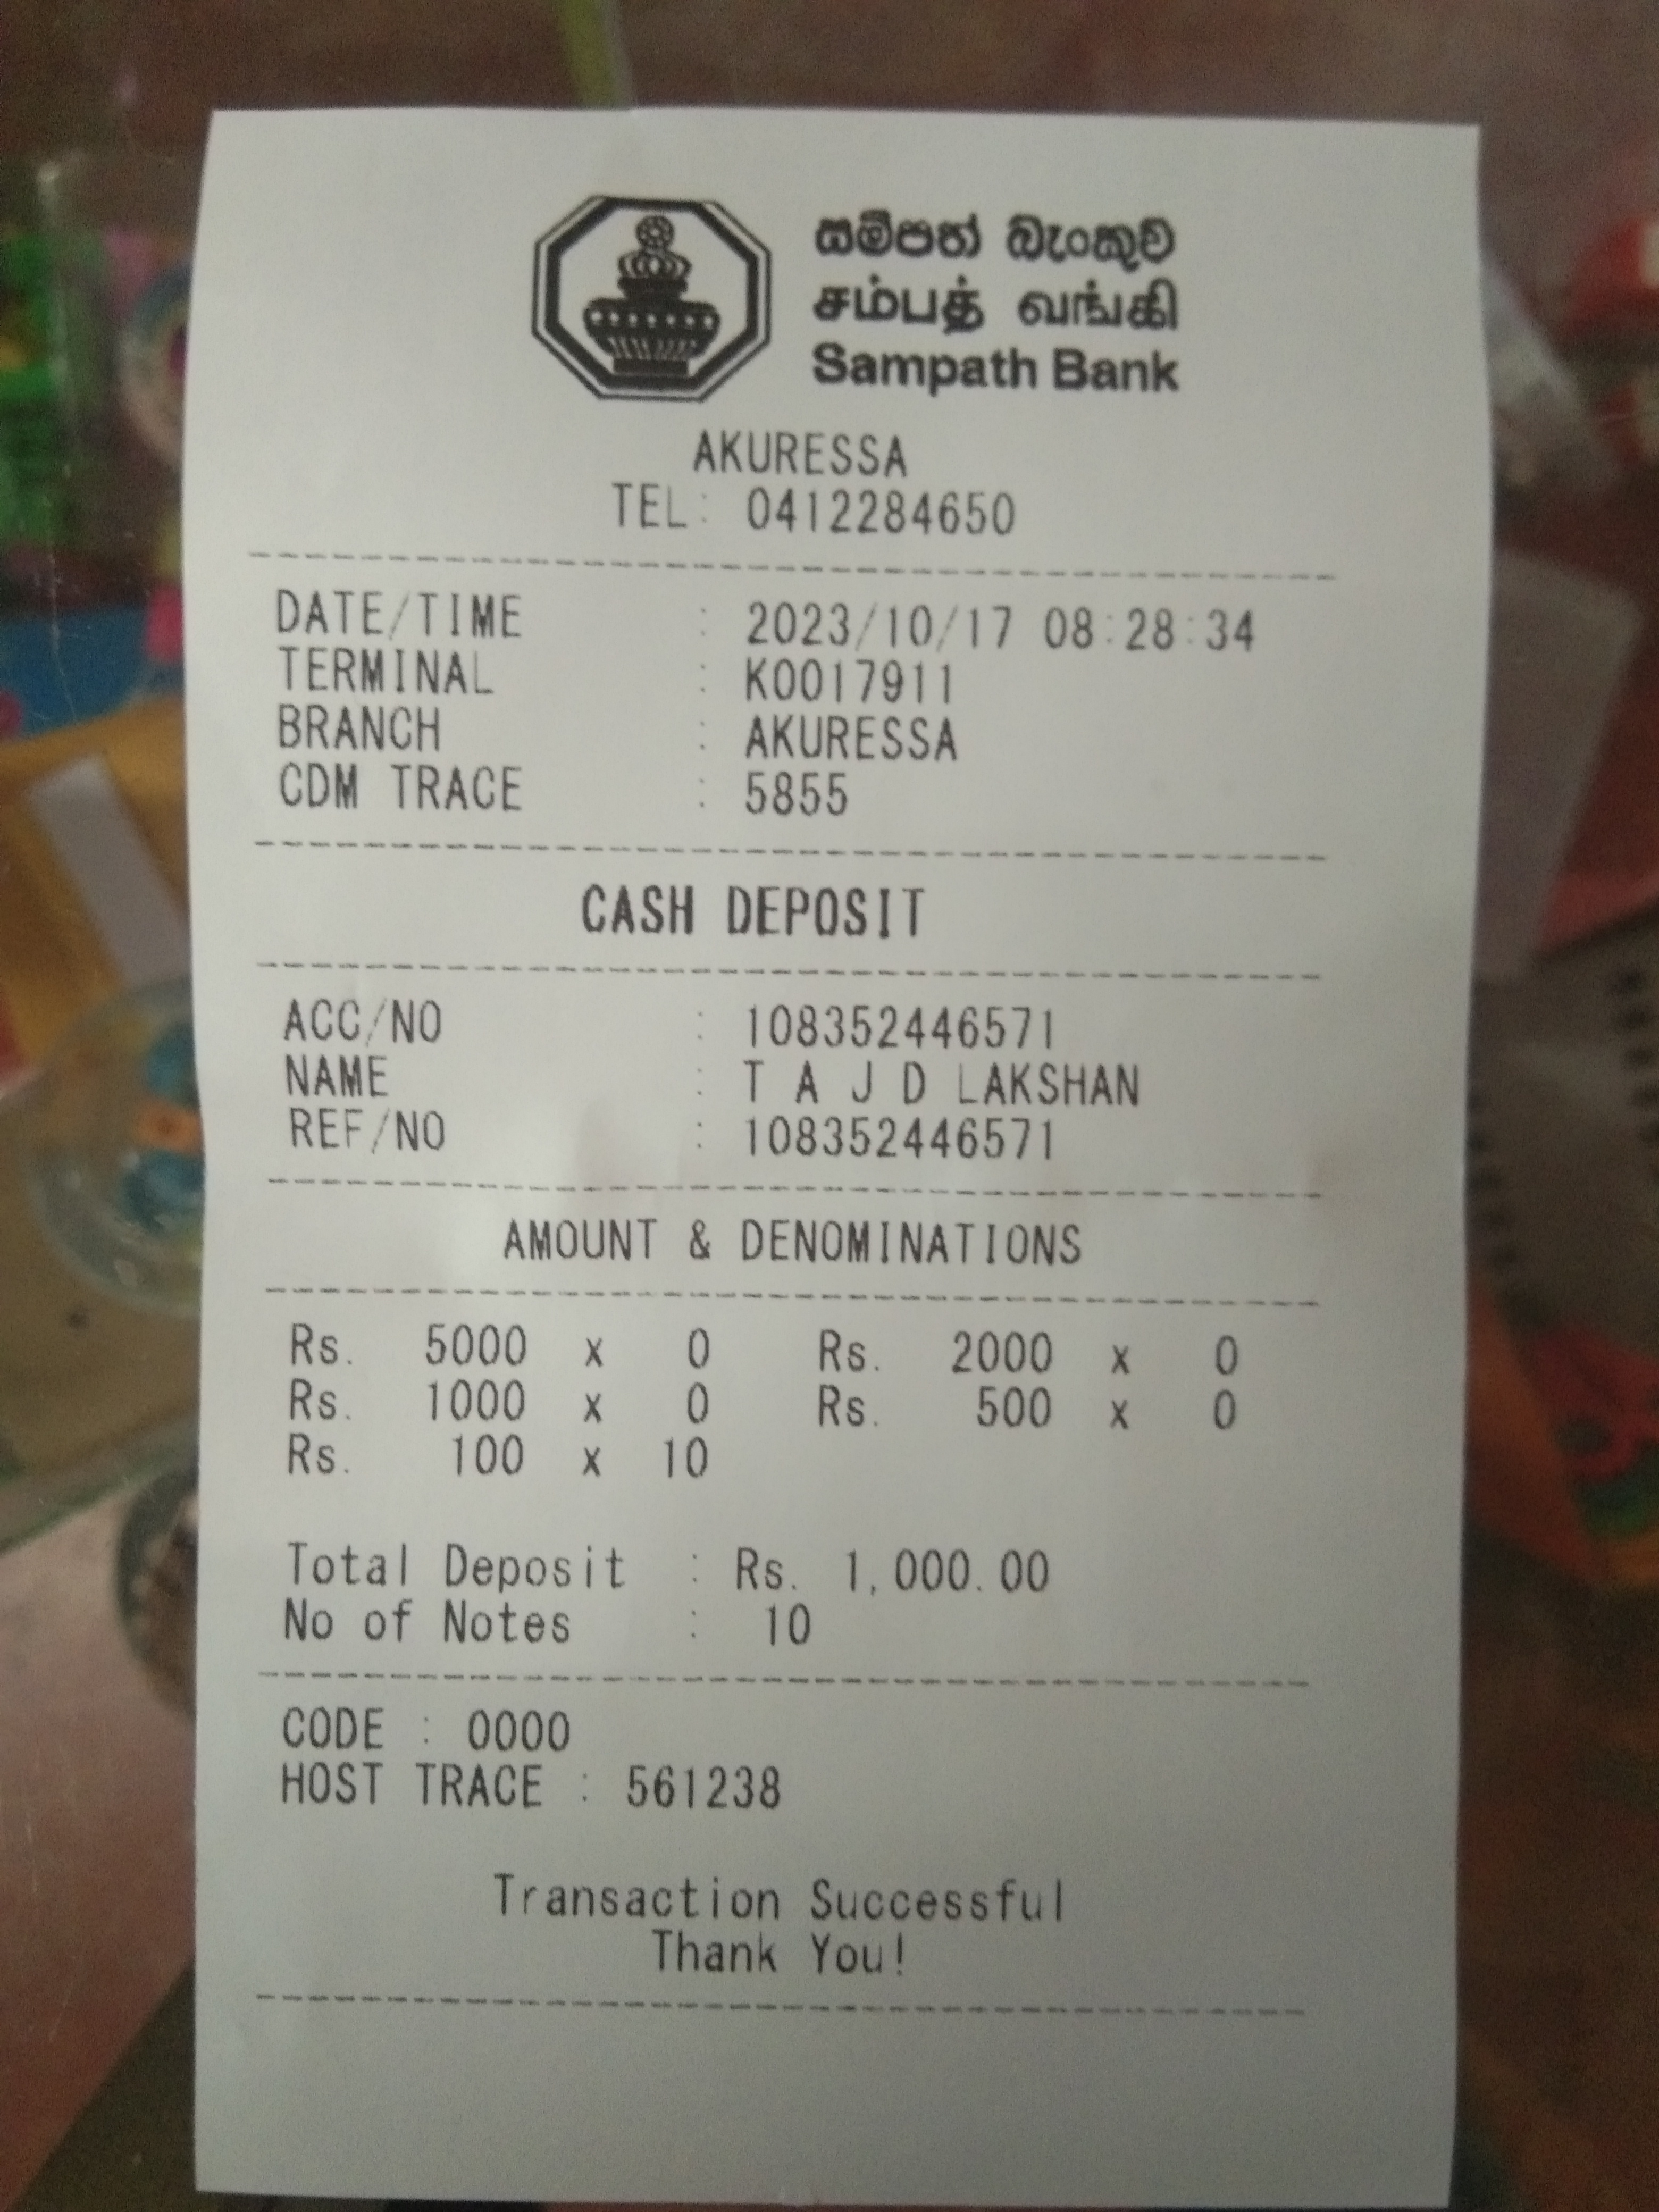 සම්පත් බැංකුව
சம்பத் வங்கி
Sampath Bank
AKURESSA
TEL: 0412284650
DATE/TIME : 2023/10/17 08:28:34
TERMINAL : K0017911
BRANCH : AKURESSA
CDM TRACE : 5855
CASH DEPOSIT
ACC/NO : 108352446571
NAME : T A J D LAKSHAN
REF/NO : 108352446571
AMOUNT & DENOMINATIONS
Rs. 5000 x 0 Rs. 2000 x 0
Rs. 1000 x 0 Rs. 500 x 0
Rs. 100 x 10
Total Deposit : Rs. 1,000.00
No of Notes : 10
CODE : 0000
HOST TRACE : 561238
Transaction Successful
Thank You!